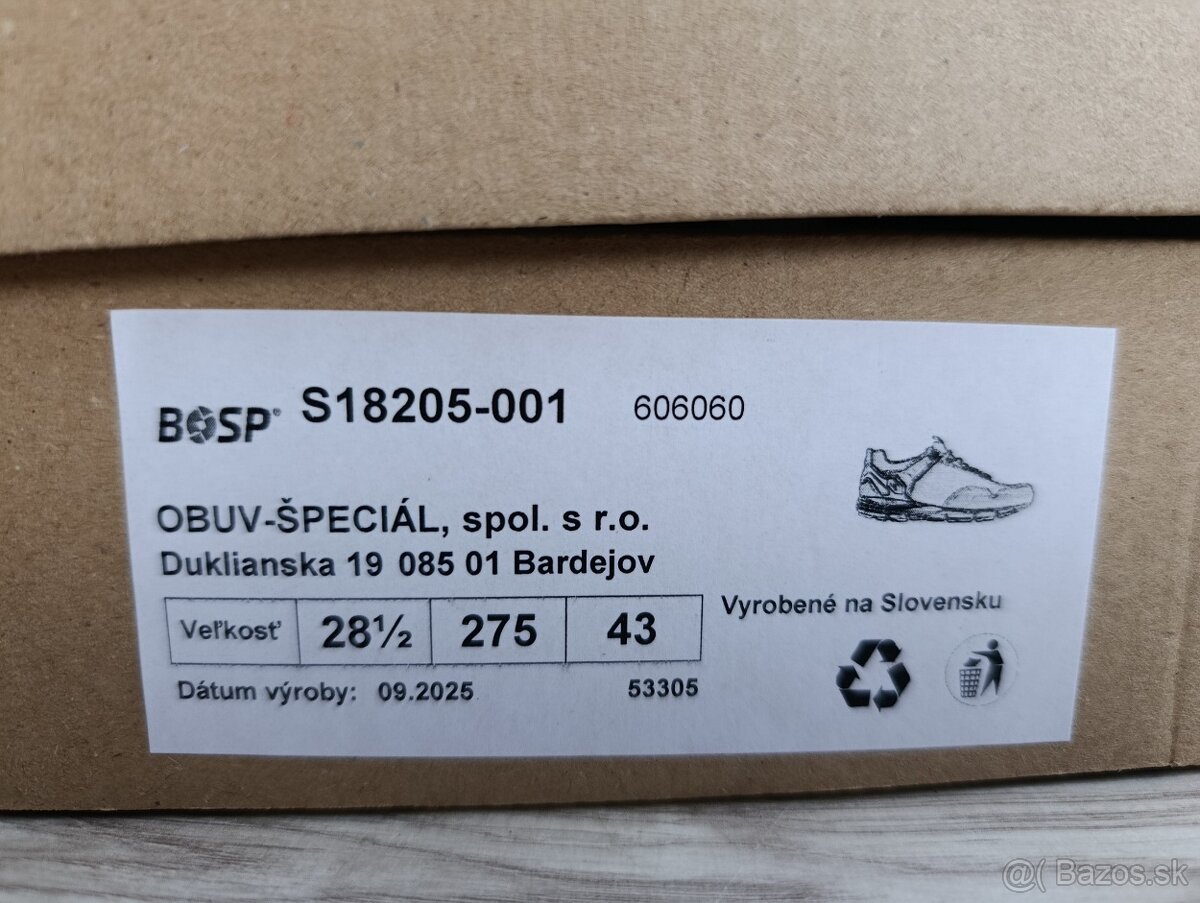 BOSP® S18205-001 606060
OBUV-ŠPECIÁL, spol. s r.o.
Duklianska 19 085 01 Bardejov
Veľkosť 28½ 275 43
Vyrobené na Slovensku
Dátum výroby: 09.2025 53305
@( Bazos.sk